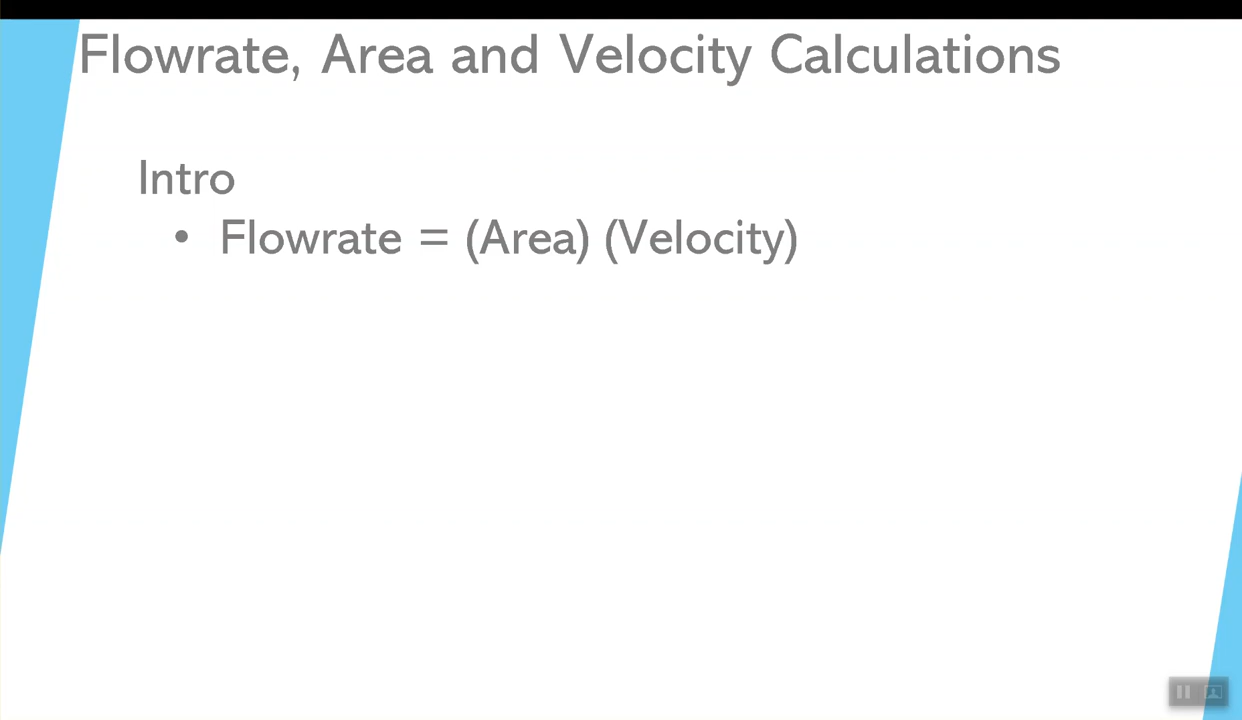 Flowrate, Area and Velocity Calculations
Intro
• Flowrate = (Area) (Velocity)